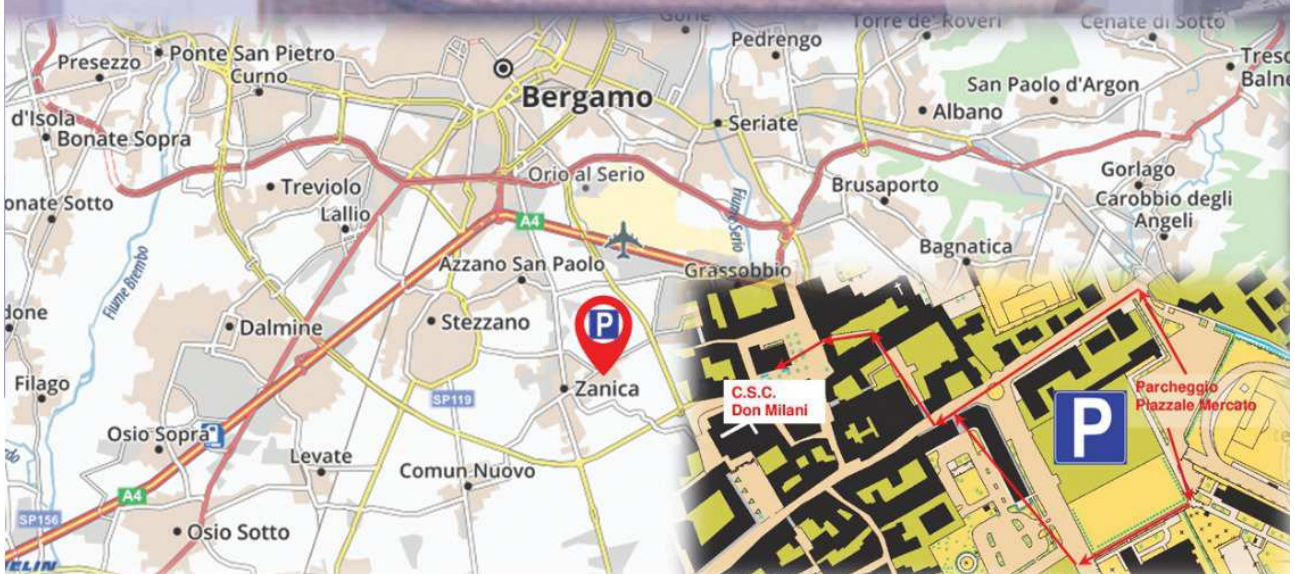 Gorle
Torre de' Roveri
Cenate di Sotto
Pedrengo
Ponte San Pietro
Presezzo
Curno
Tresc
Balne
San Paolo d'Argon
Bergamo
Albano
d'Isola
Seriate
Bonate Sopra
Gorlago
Orio al Serio
Treviolo
Brusaporto
Carobbio degli
Angeli
onate Sotto
Lallio
Fiume Serio
A4
Bagnatica
Azzano San Paolo
Grassobbio
Fiume Brembo
done
Dalmine
Stezzano
P
Filago
Zanica
C.S.C.
Don Milani
Parcheggio
Piazzale Mercato
P
SP119
Osio Sopra
Levate
Comun Nuovo
A4
SP156
Osio Sotto
ELIN